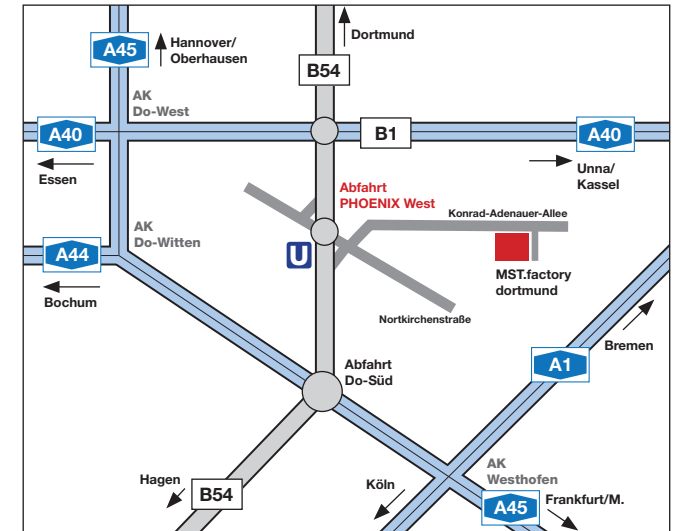 Dortmund
Hannover/
Oberhausen
A45
B54
AK
Do-West
A40
B1
A40
Essen
Unna/
Kassel
Abfahrt
PHOENIX West
Konrad-Adenauer-Allee
AK
Do-Witten
U
A44
MST.factory
dortmund
Bochum
Nortkirchenstraße
Bremen
Abfahrt
Do-Süd
A1
AK
Westhofen
Hagen
Köln
B54
A45
Frankfurt/M.